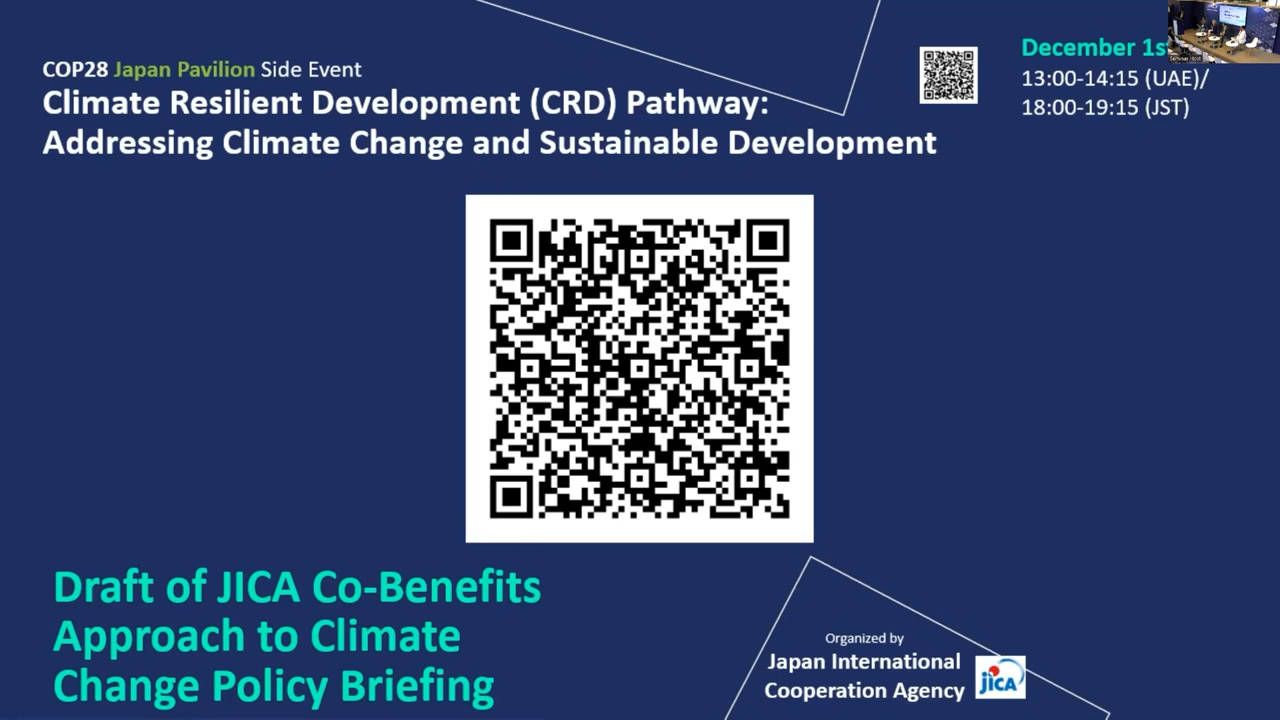 COP28 Japan Pavilion Side Event
Climate Resilient Development (CRD) Pathway:
Addressing Climate Change and Sustainable Development
December 1s
13:00-14:15 (UAE)/
18:00-19:15 (JST)
Seminar Host
Draft of JICA Co-Benefits
Approach to Climate
Change Policy Briefing
Organized by
Japan International
Cooperation Agency
jICA